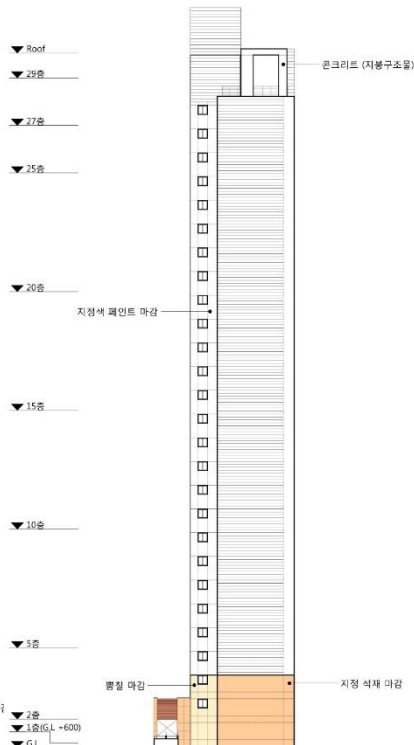 Roof
콘크리트 (지붕구조물)
29층
27층
25층
20층
지정색 페인트 마감
15층
10층
5층
뿜칠 마감
지정 석재 마감
2층
1층(G.L +600)
G.L